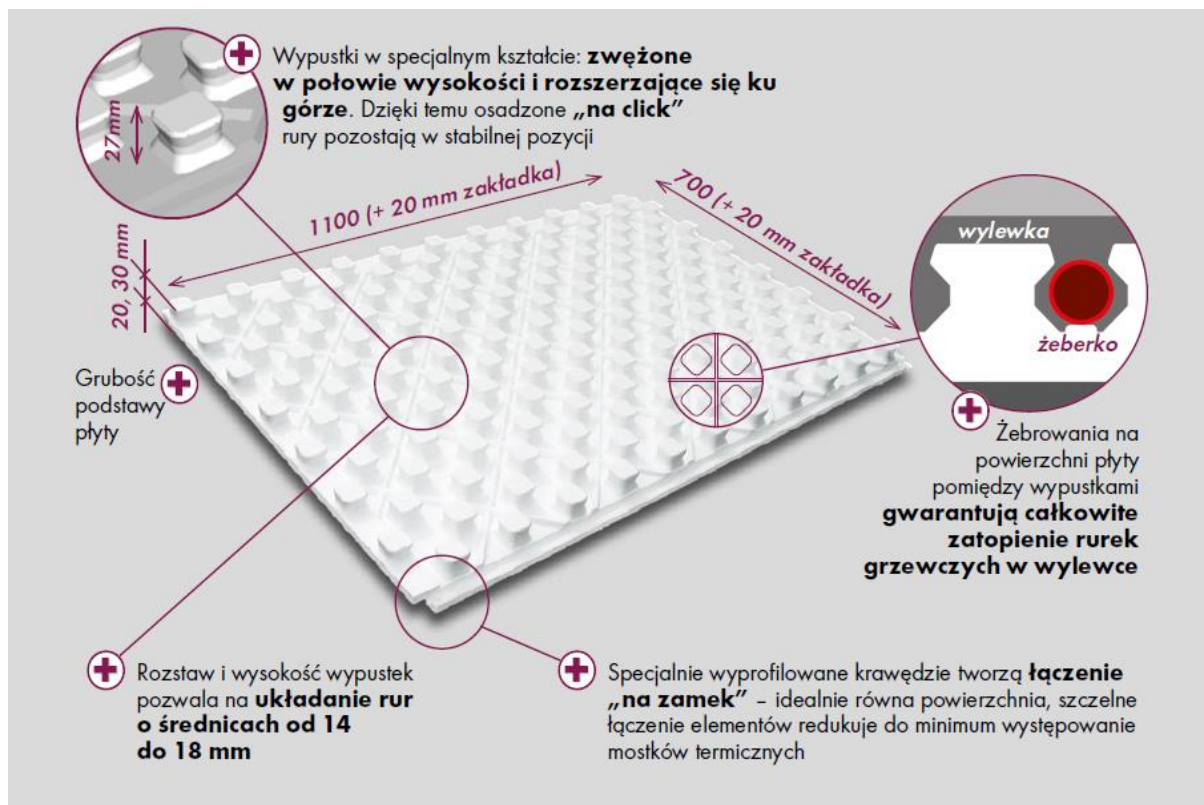 Wypustki w specjalnym kształcie: zwężone
w połowie wysokości i rozszerzające się ku
górze. Dzięki temu osadzone „na click”
rury pozostają w stabilnej pozycji
27mm
1100 (+ 20 mm zakładka)
700 (+ 20 mm zakładka)
20, 30 mm
wylewka
żeberko
Grubość
podstawy
płyty
Żebrowania na
powierzchni płyty
pomiędzy wypustkami
gwarantują całkowite
zatopienie rurek
grzewczych w wylewce
Rozstaw i wysokość wypustek
pozwala na układanie rur
o średnicach od 14
do 18 mm
Specjalnie wyprofilowane krawędzie tworzą łączenie
„na zamek” – idealnie równa powierzchnia, szczelne
łączenie elementów redukuje do minimum występowanie
mostków termicznych